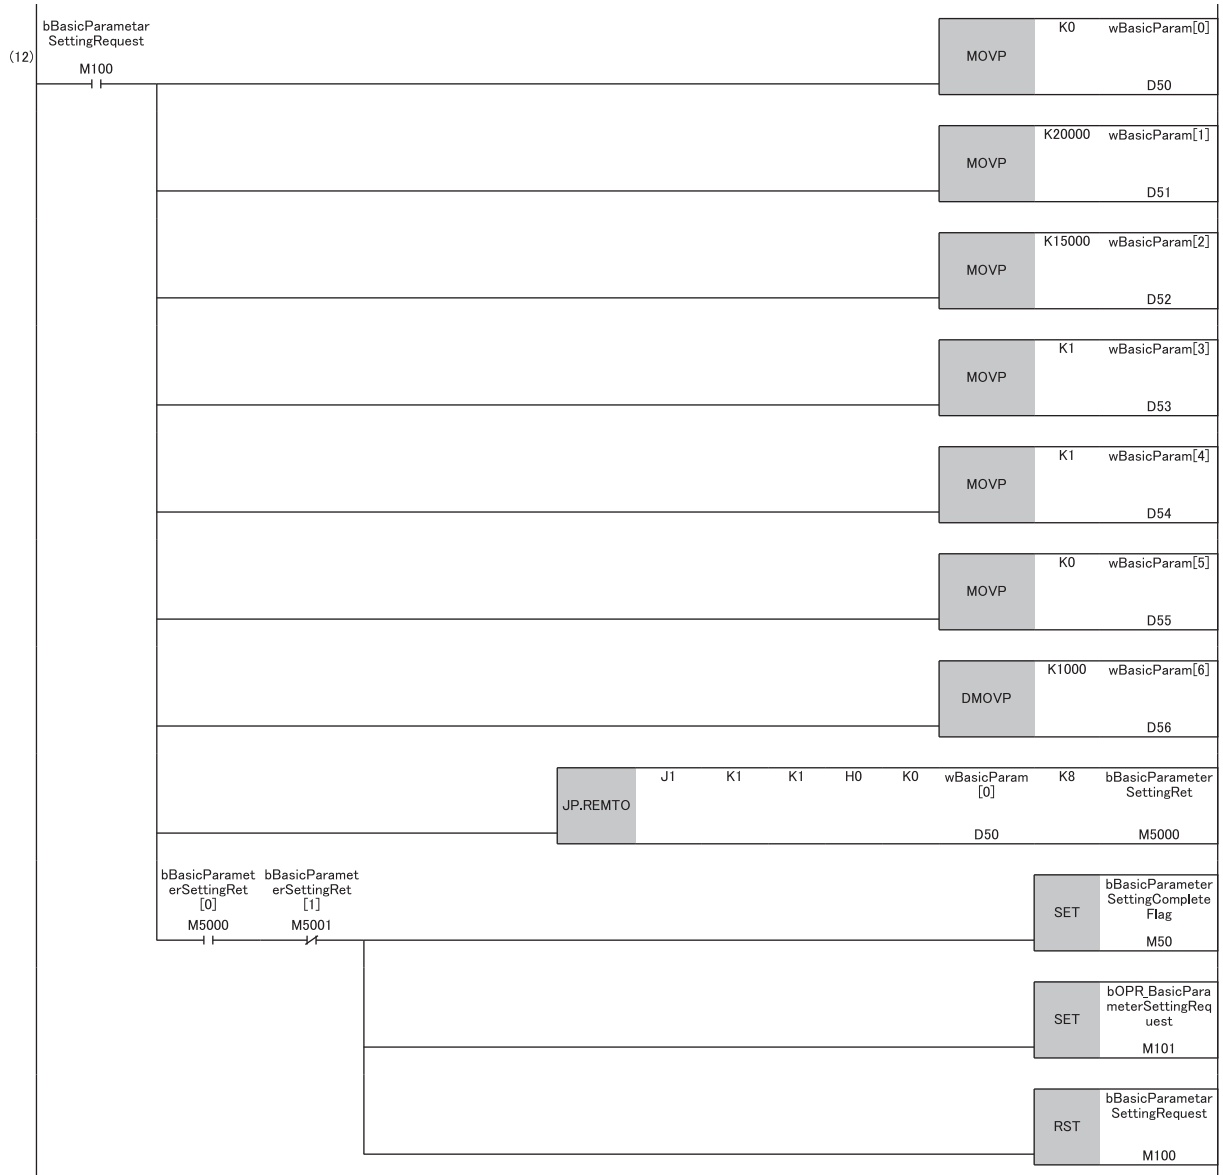 bBasicParametar
SettingRequest
(12)
M100
MOVP
K0 wBasicParam[0]
D50
MOVP
K20000 wBasicParam[1]
D51
MOVP
K15000 wBasicParam[2]
D52
MOVP
K1 wBasicParam[3]
D53
MOVP
K1 wBasicParam[4]
D54
MOVP
K0 wBasicParam[5]
D55
DMOVP
K1000 wBasicParam[6]
D56
JP.REMTO
J1 K1 K1 H0 K0 wBasicParam K8 bBasicParameter
[0] SettingRet
D50 M5000
bBasicParamet bBasicParamet
erSettingRet erSettingRet
[0] [1]
M5000 M5001
SET
bBasicParameter
SettingComplete
Flag
M50
SET
bOPR_BasicPara
meterSettingReq
uest
M101
RST
bBasicParametar
SettingRequest
M100